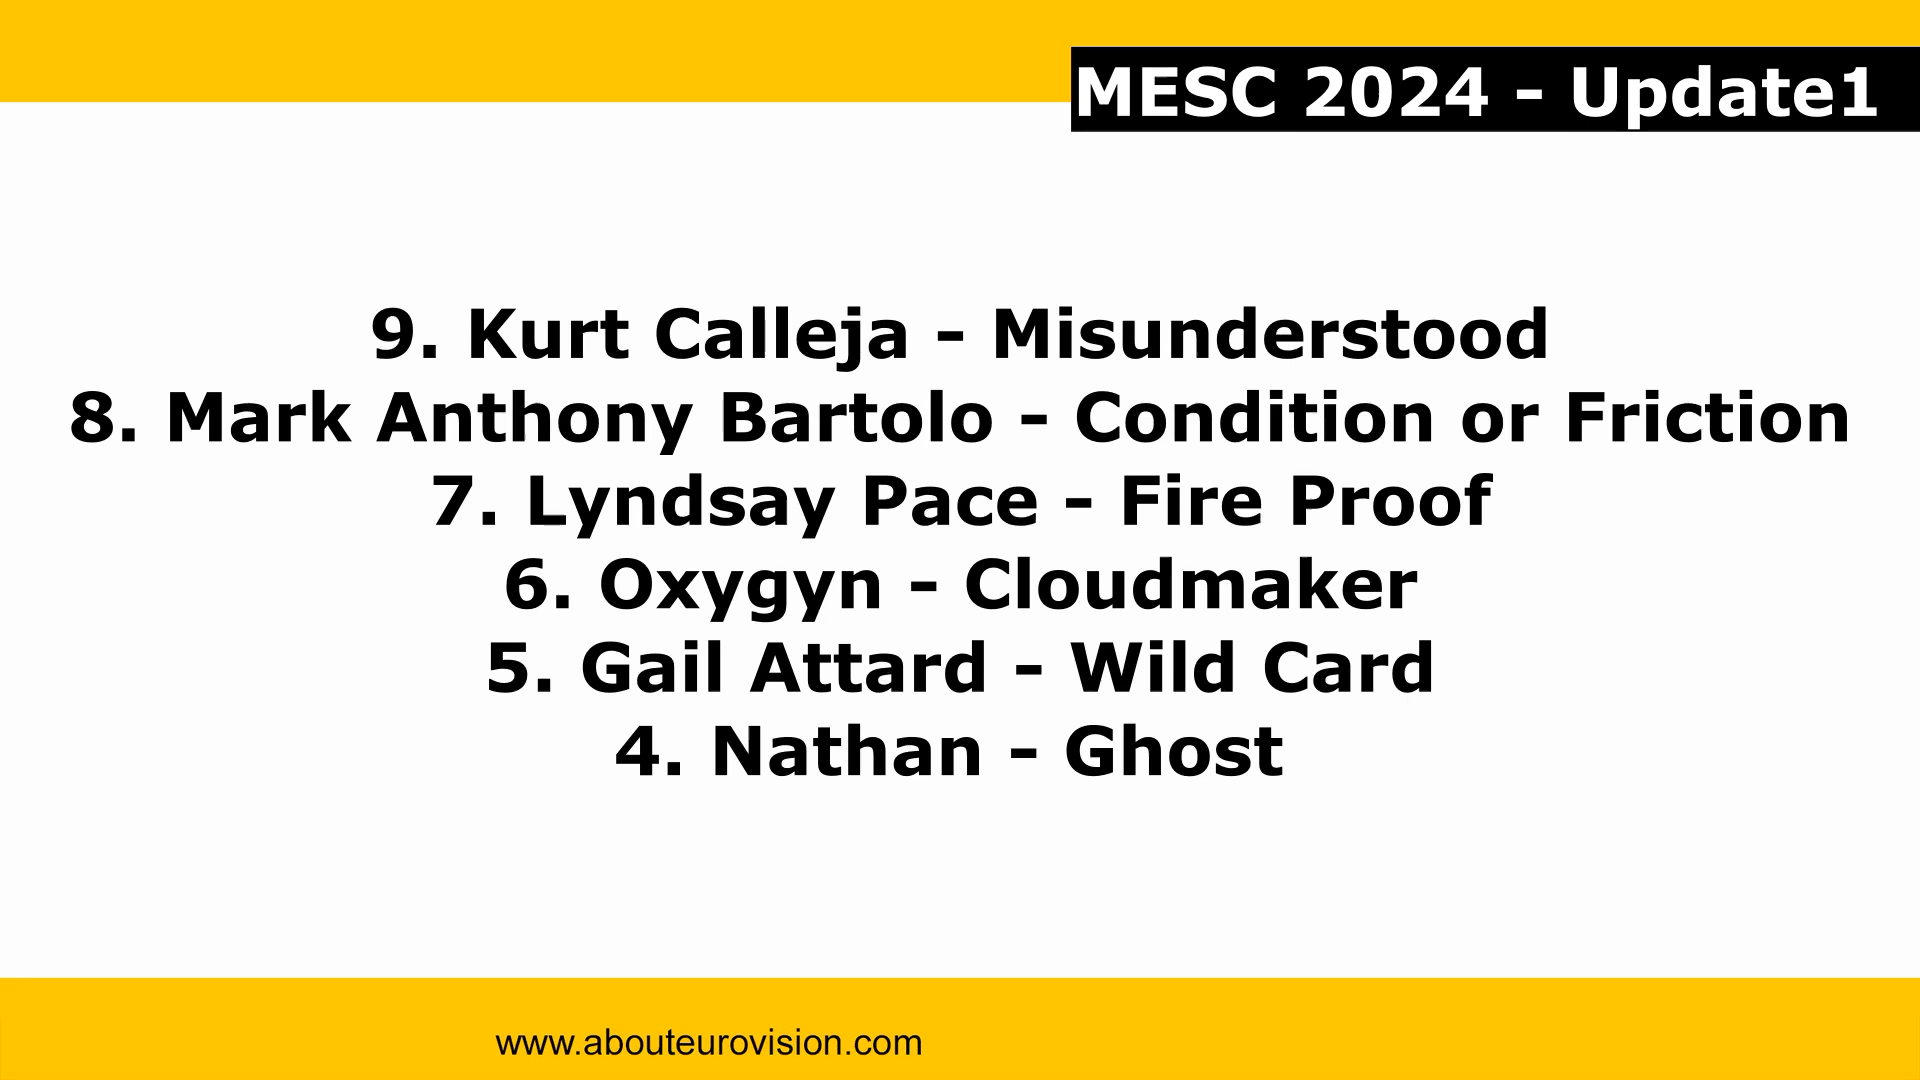 MESC 2024 - Update1
9. Kurt Calleja - Misunderstood
8. Mark Anthony Bartolo - Condition or Friction
7. Lyndsay Pace - Fire Proof
6. Oxygyn - Cloudmaker
5. Gail Attard - Wild Card
4. Nathan - Ghost
www.abouteurovision.com